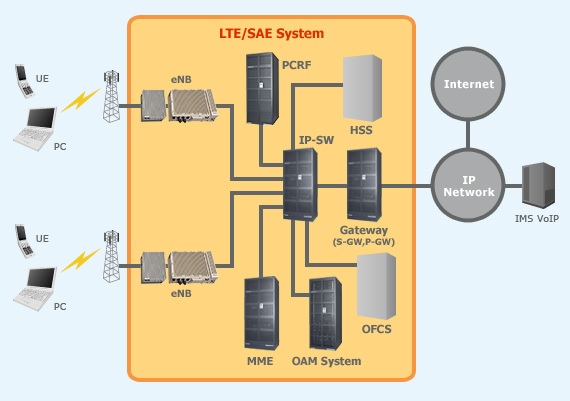 LTE/SAE System
UE
eNB
PCRF
Internet
PC
HSS
IP-SW
IP
Network
Gateway
(S-GW,P-GW)
IMS VoIP
UE
PC
eNB
OFCS
MME
OAM System